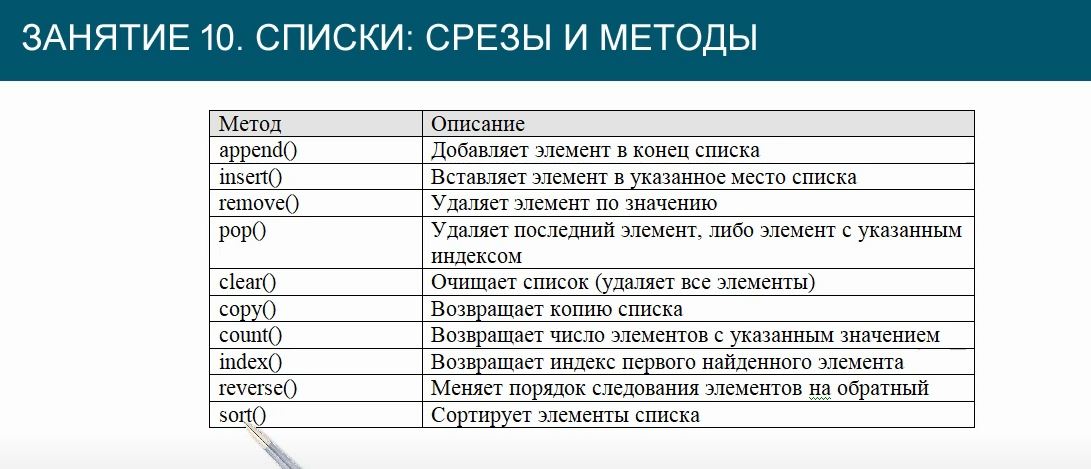 ЗАНЯТИЕ 10. СПИСКИ: СРЕЗЫ И МЕТОДЫ
Метод Описание
append() Добавляет элемент в конец списка
insert() Вставляет элемент в указанное место списка
remove() Удаляет элемент по значению
pop() Удаляет последний элемент, либо элемент с указанным
индексом
clear() Очищает список (удаляет все элементы)
copy() Возвращает копию списка
count() Возвращает число элементов с указанным значением
index() Возвращает индекс первого найденного элемента
reverse() Меняет порядок следования элементов на обратный
sort() Сортирует элементы списка